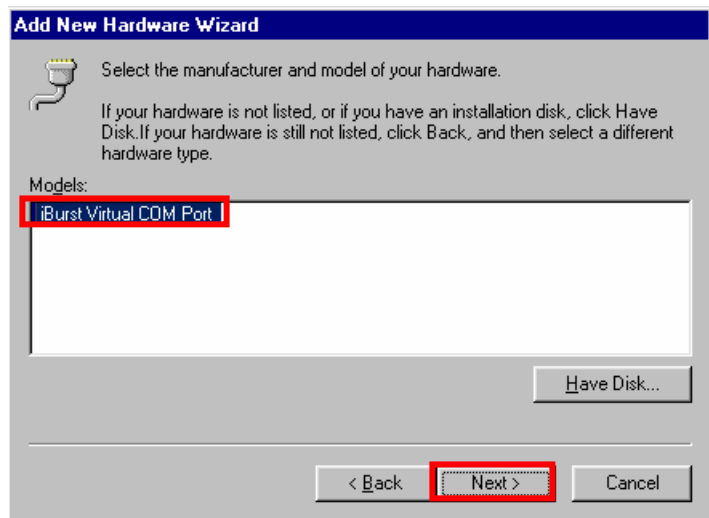 Add New Hardware Wizard
Select the manufacturer and model of your hardware.
If your hardware is not listed, or if you have an installation disk, click Have
Disk.If your hardware is still not listed, click Back, and then select a different
hardware type.
Models:
iBurst Virtual COM Port
Have Disk...
< Back
Next >
Cancel